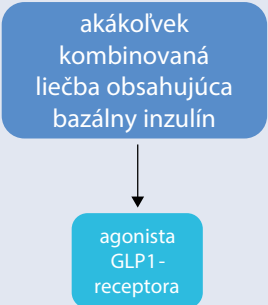 akákoľvek
kombinovaná
liečba obsahujúca
bazálny inzulín
agonista
GLP1-
receptora